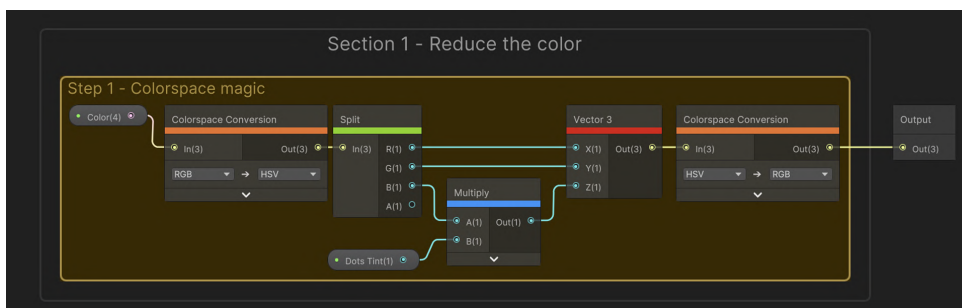 Section 1 - Reduce the color
Step 1 - Colorspace magic
Color(4)
Colorspace Conversion
In(3) Out(3)
RGB → HSV
Split
In(3) R(1)
G(1)
B(1)
A(1)
Multiply
A(1) Out(1)
B(1)
Dots Tint(1)
Vector 3
X(1) Out(3)
Y(1)
Z(1)
Colorspace Conversion
In(3) Out(3)
HSV → RGB
Output
Out(3)